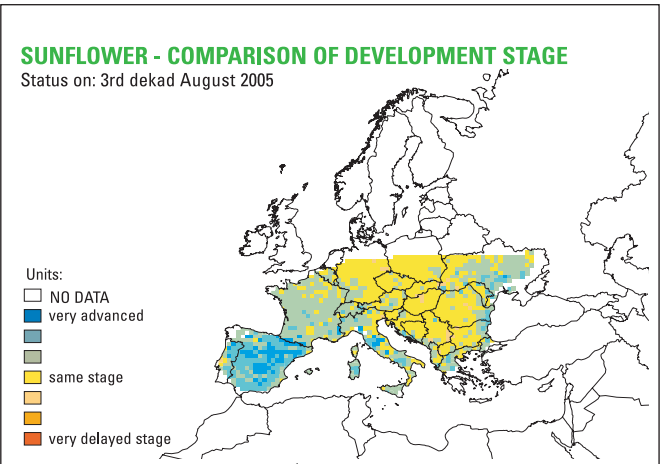 SUNFLOWER - COMPARISON OF DEVELOPMENT STAGE
Status on: 3rd dekad August 2005
Units:
NO DATA
very advanced
same stage
very delayed stage